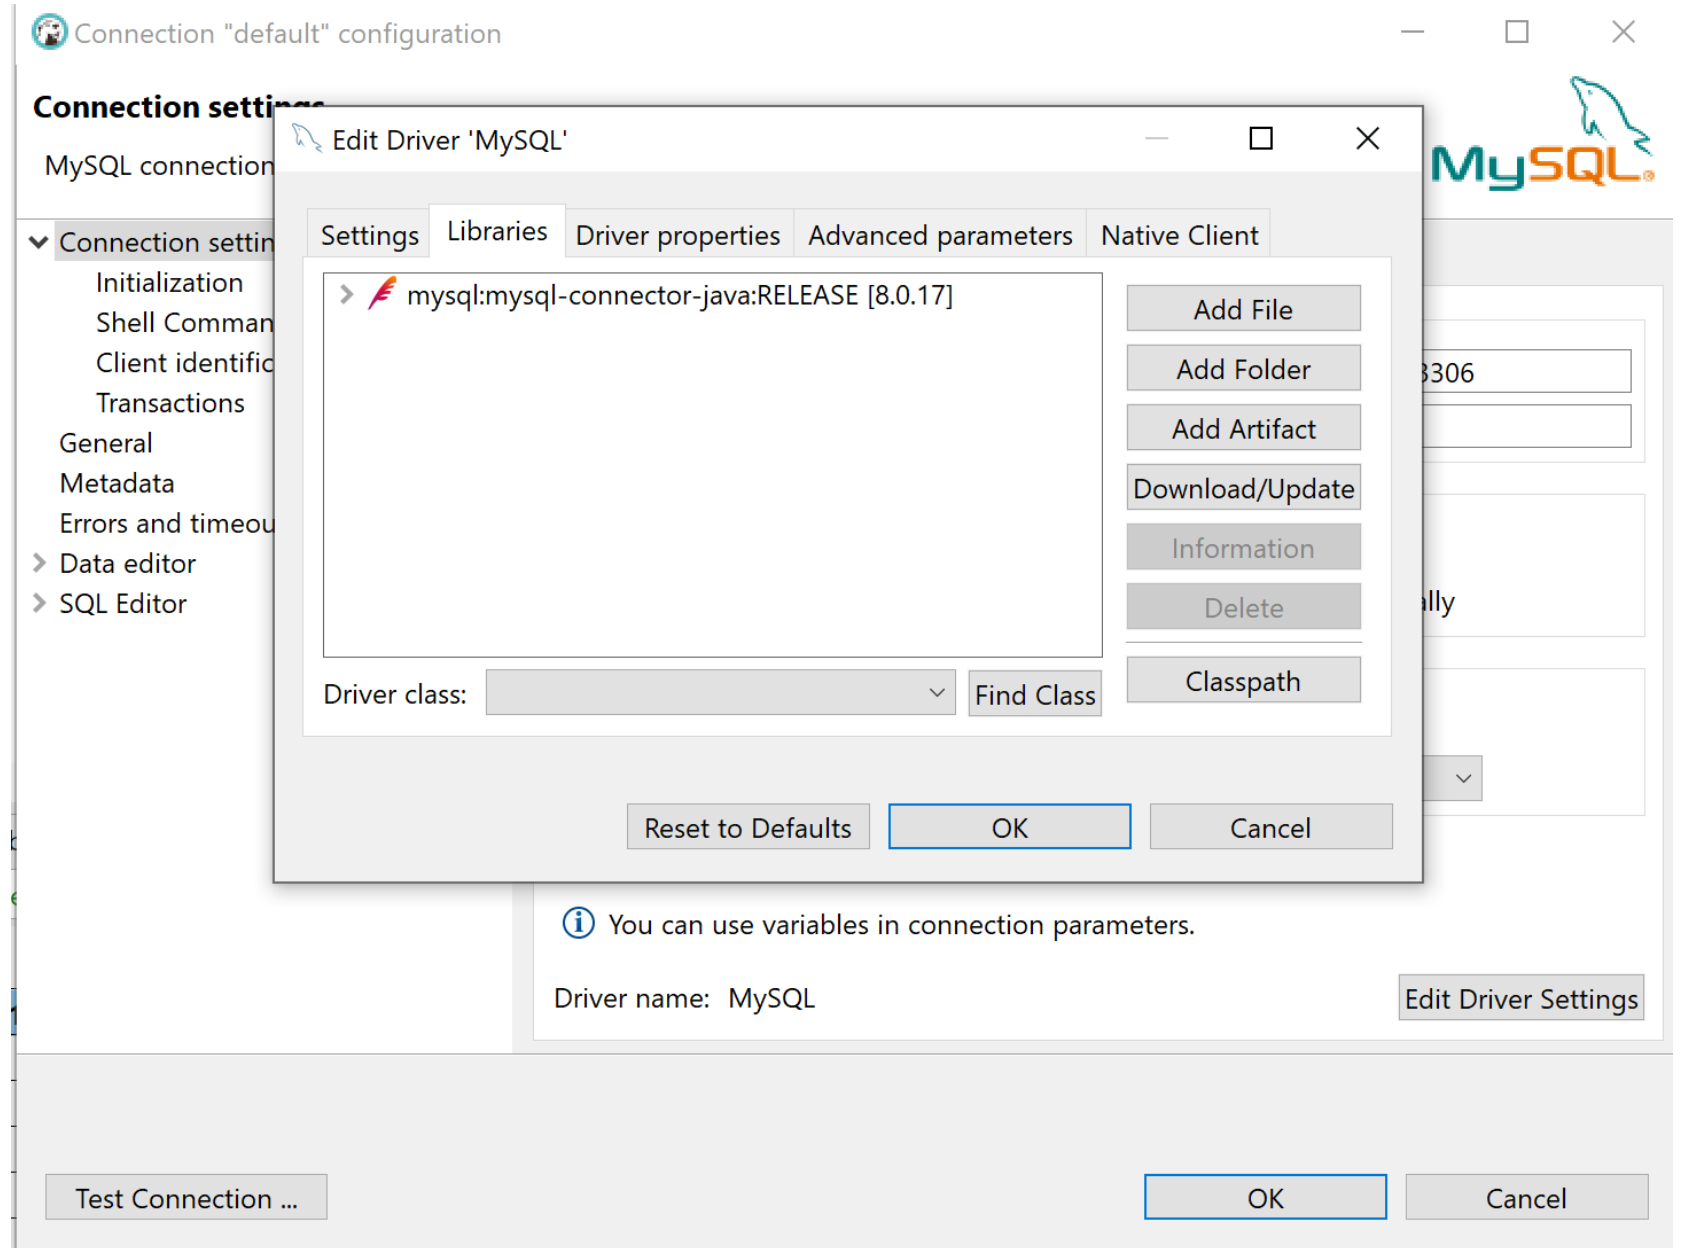 Connection "default" configuration
Connection settings
MySQL connection
MySQL
Edit Driver 'MySQL'
Settings
Libraries
Driver properties
Advanced parameters
Native Client
Connection settin
Initialization
Shell Comman
Client identific
Transactions
General
Metadata
Errors and timeou
Data editor
SQL Editor
mysql:mysql-connector-java:RELEASE [8.0.17]
Add File
Add Folder
Add Artifact
Download/Update
Information
Delete
Classpath
Driver class:
Find Class
Reset to Defaults
OK
Cancel
3306
ally
You can use variables in connection parameters.
Driver name: MySQL
Edit Driver Settings
Test Connection ...
OK
Cancel